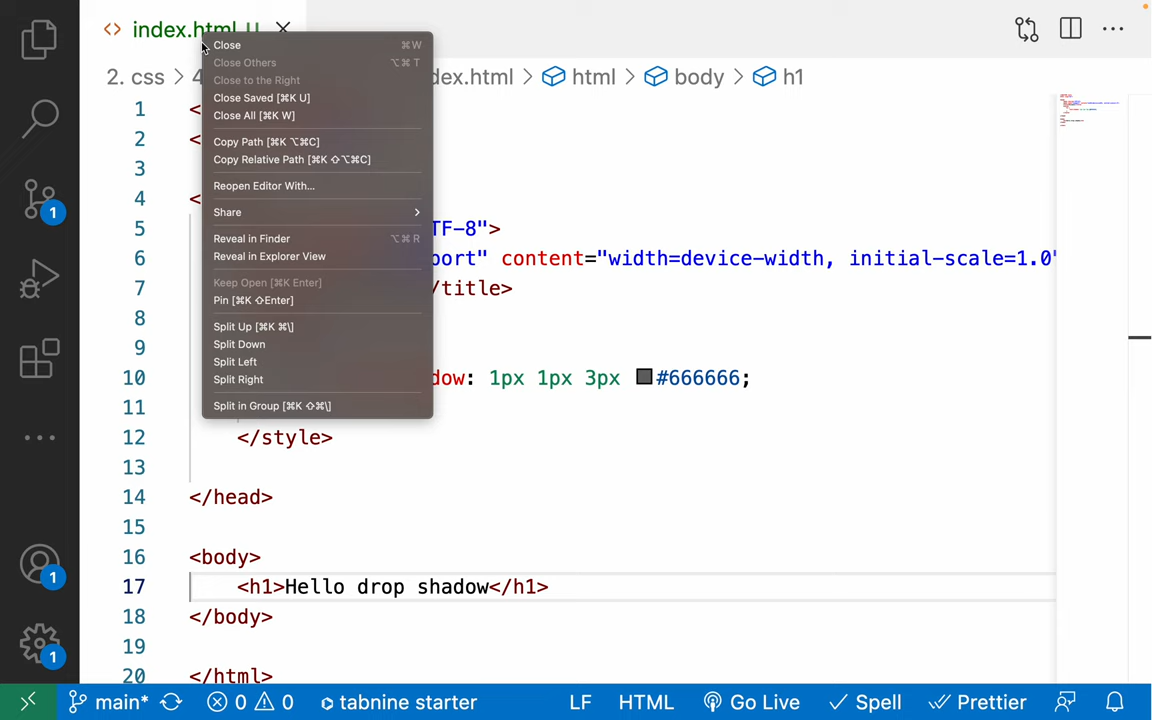 <> index.html U
2. css > 4
dex.html > html > body > h1
Close ⌘W
Close Others ⌥⌘T
Close to the Right
Close Saved [⌘K U]
Close All [⌘K W]
Copy Path [⌘K ⌥⌘C]
Copy Relative Path [⌘K ⇧⌥⌘C]
Reopen Editor With...
Share >
Reveal in Finder ⌥⌘R
Reveal in Explorer View
Keep Open [⌘K Enter]
Pin [⌘K ⇧Enter]
Split Up [⌘K ⌘\]
Split Down
Split Left
Split Right
Split in Group [⌘K ⇧⌘\]
1 <
2 <
3
4 <
5 TF-8">
6 port" content="width=device-width, initial-scale=1.0"
7 /title>
8
9
10 dow: 1px 1px 3px #666666;
11
12 </style>
13
14 </head>
15
16 <body>
17 <h1>Hello drop shadow</h1>
18 </body>
19
20 </html>
1
1
1
main* 0 0 tabnine starter LF HTML Go Live Spell Prettier